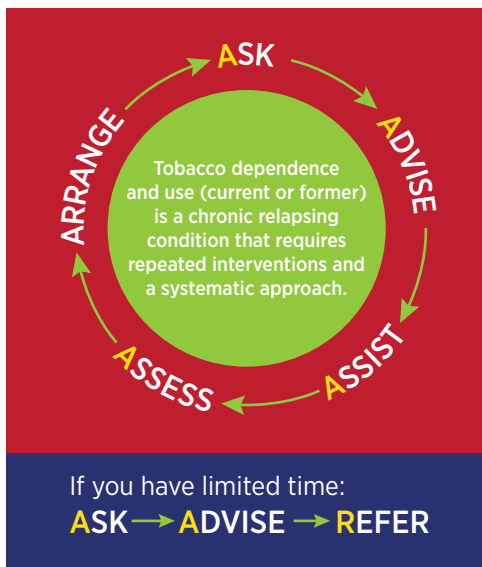 ASK
ADVISE
ASSIST
ASSESS
ARRANGE
Tobacco dependence
and use (current or former)
is a chronic relapsing
condition that requires
repeated interventions and
a systematic approach.
If you have limited time:
ASK → ADVISE → REFER